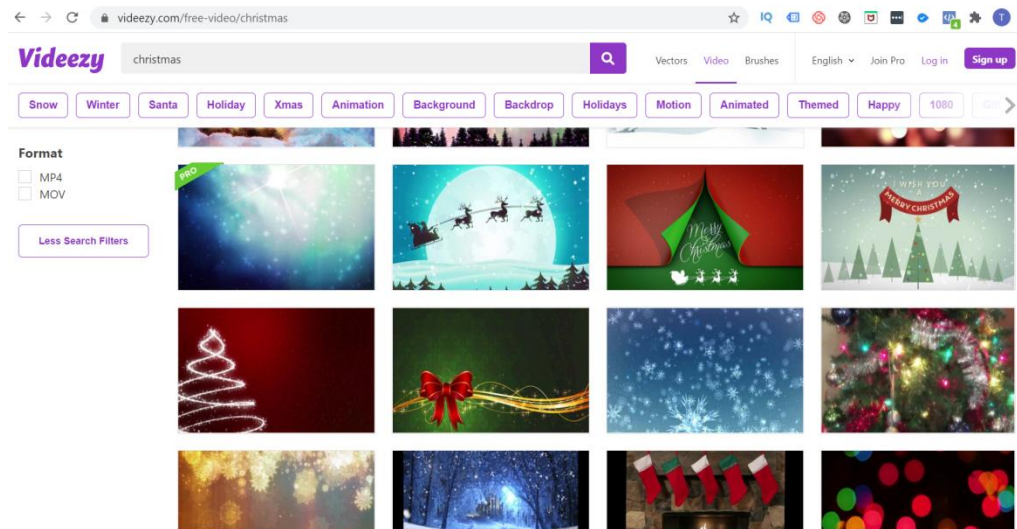 videezy.com/free-video/christmas
IQ
4
T
Videezy
christmas
Vectors Video Brushes English Join Pro Log in Sign up
Snow Winter Santa Holiday Xmas Animation Background Backdrop Holidays Motion Animated Themed Happy 1080
Format
MP4
MOV
Less Search Filters
PRO
Merry
Christmas
I WISH YOU
A
MERRY CHRISTMAS